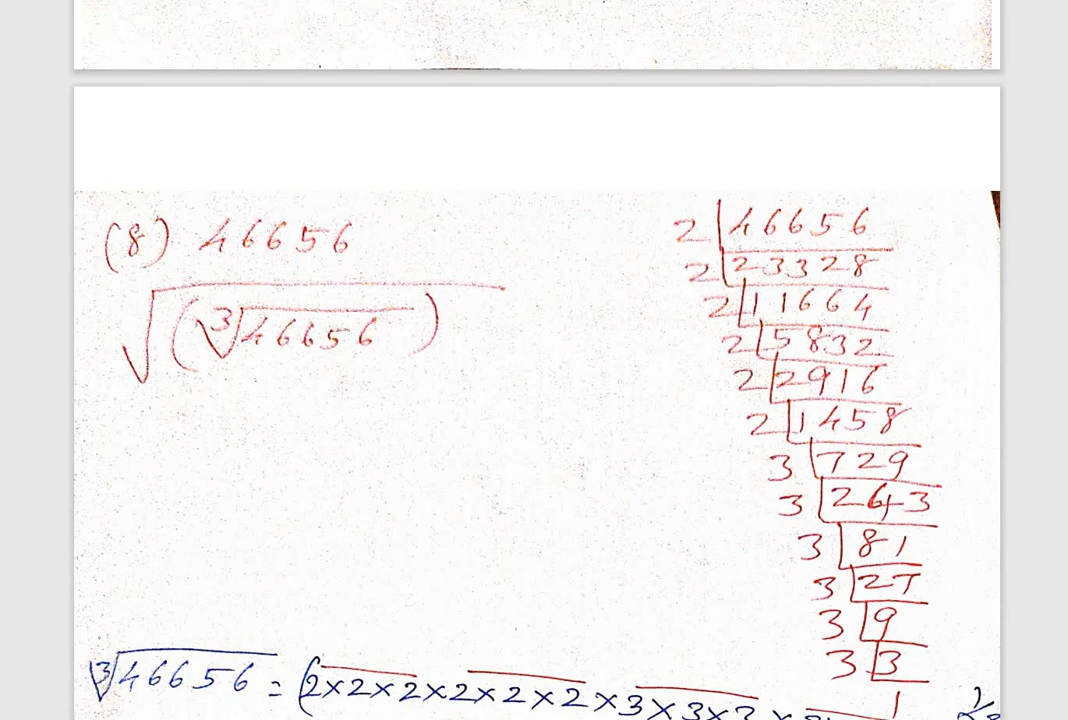 (8) 46656
√(∛46656)
2 | 46656
2 | 23328
2 | 11664
2 | 5832
2 | 2916
2 | 1458
3 | 729
3 | 243
3 | 81
3 | 27
3 | 9
3 | 3
1
∛46656 = (2×2×2×2×2×2×3×3×3×